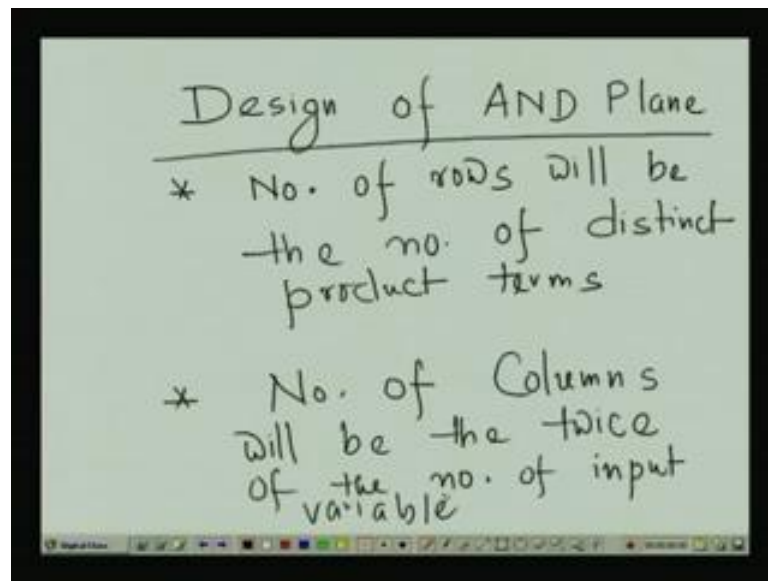 Design of AND Plane
* No. of rows will be
the no. of distinct
product terms
* No. of Columns
will be the twice
of the no. of input
variable